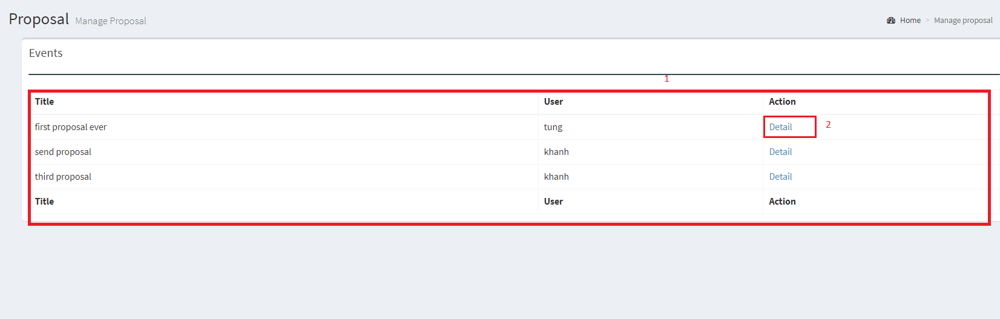 Proposal Manage Proposal
Home > Manage proposal
Events
1
Title User Action
first proposal ever tung Detail 2
send proposal khanh Detail
third proposal khanh Detail
Title User Action